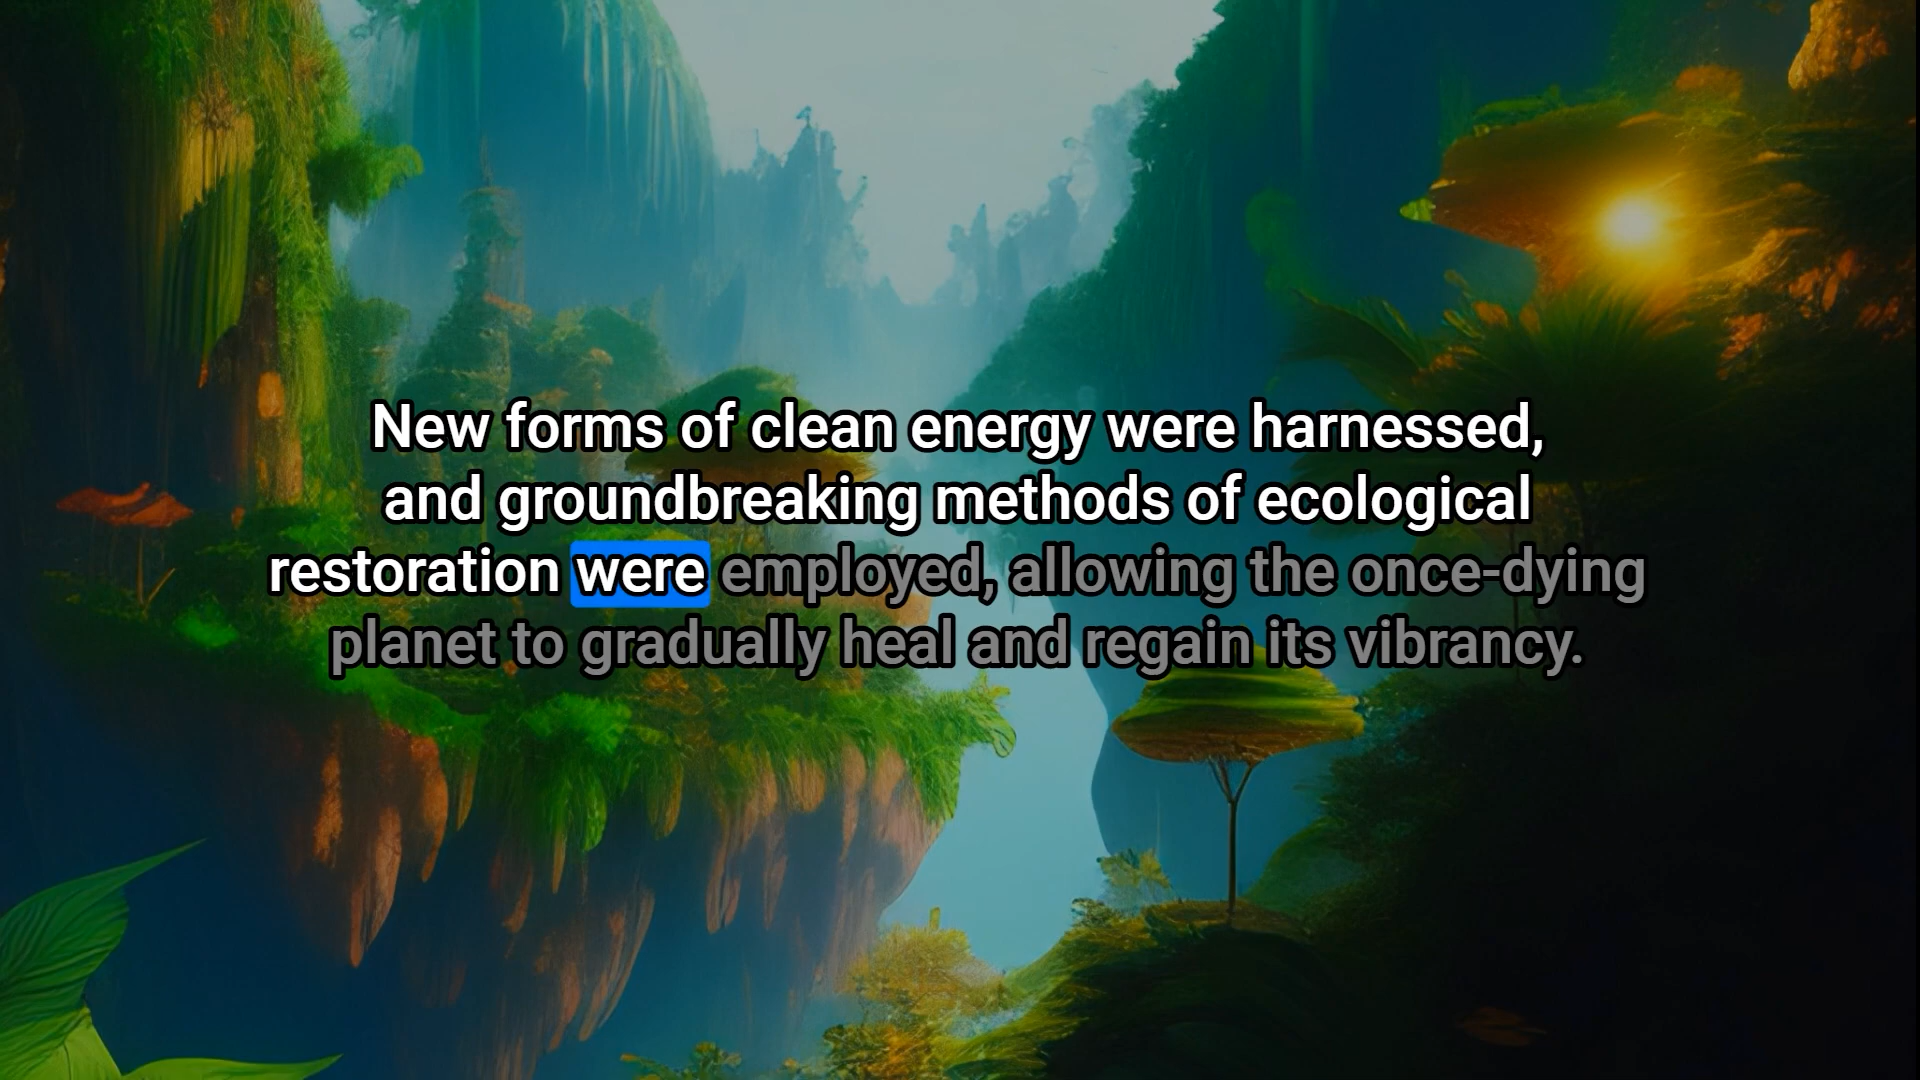 New forms of clean energy were harnessed,
and groundbreaking methods of ecological
restoration were employed, allowing the once-dying
planet to gradually heal and regain its vibrancy.